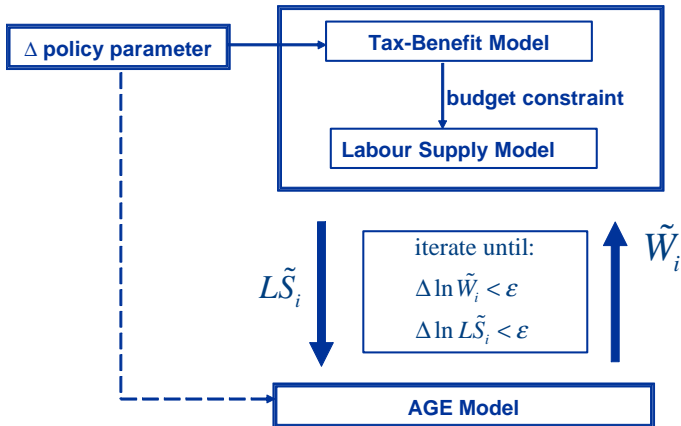 Δ policy parameter
Tax-Benefit Model
budget constraint
Labour Supply Model
iterate until:
Δ ln W̃ᵢ < ε
Δ ln LS̃ᵢ < ε
LS̃ᵢ
W̃ᵢ
AGE Model